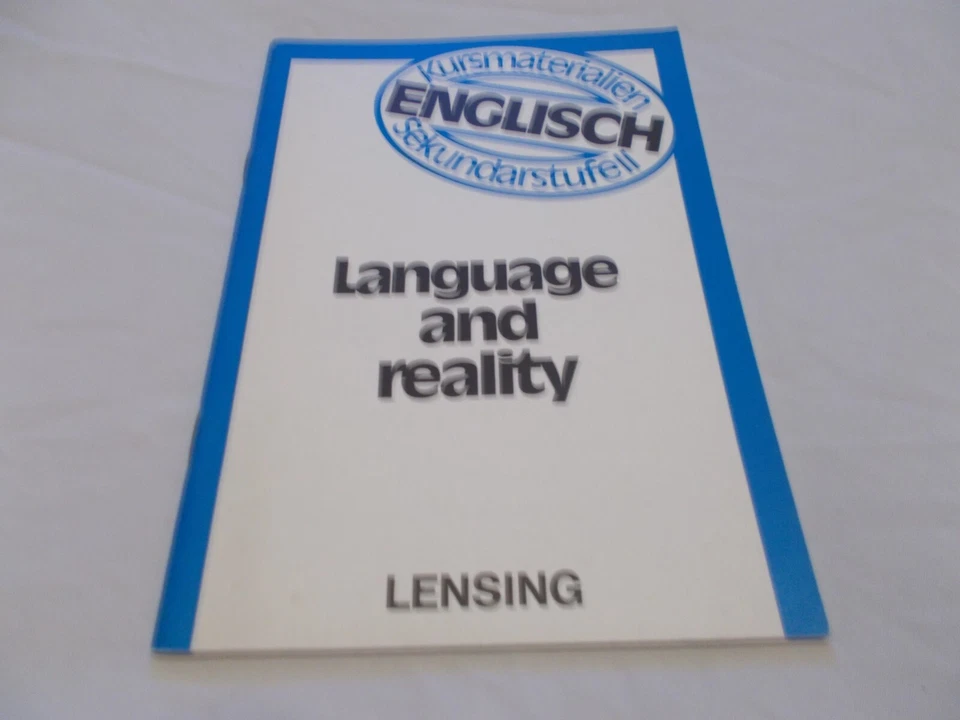 Kursmaterialien
ENGLISCH
Sekundarstufe II
Language
and
reality
LENSING